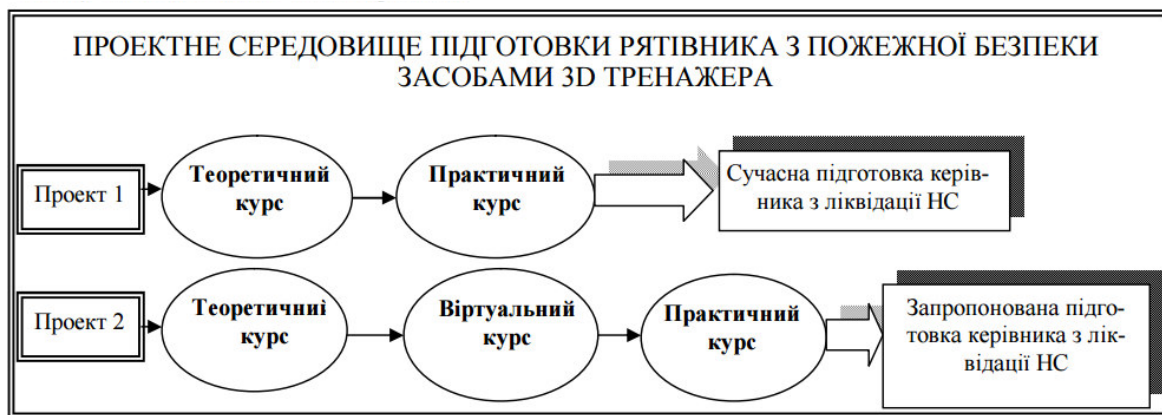 ПРОЕКТНЕ СЕРЕДОВИЩЕ ПІДГОТОВКИ РЯТІВНИКА З ПОЖЕЖНОЇ БЕЗПЕКИ
ЗАСОБАМИ 3D ТРЕНАЖЕРА
Проект 1
Теоретичний
курс
Практичний
курс
Сучасна підготовка керів-
ника з ліквідації НС
Проект 2
Теоретичниі
курс
Віртуальний
курс
Практичний
курс
Запропонована підго-
товка керівника з лік-
відації НС